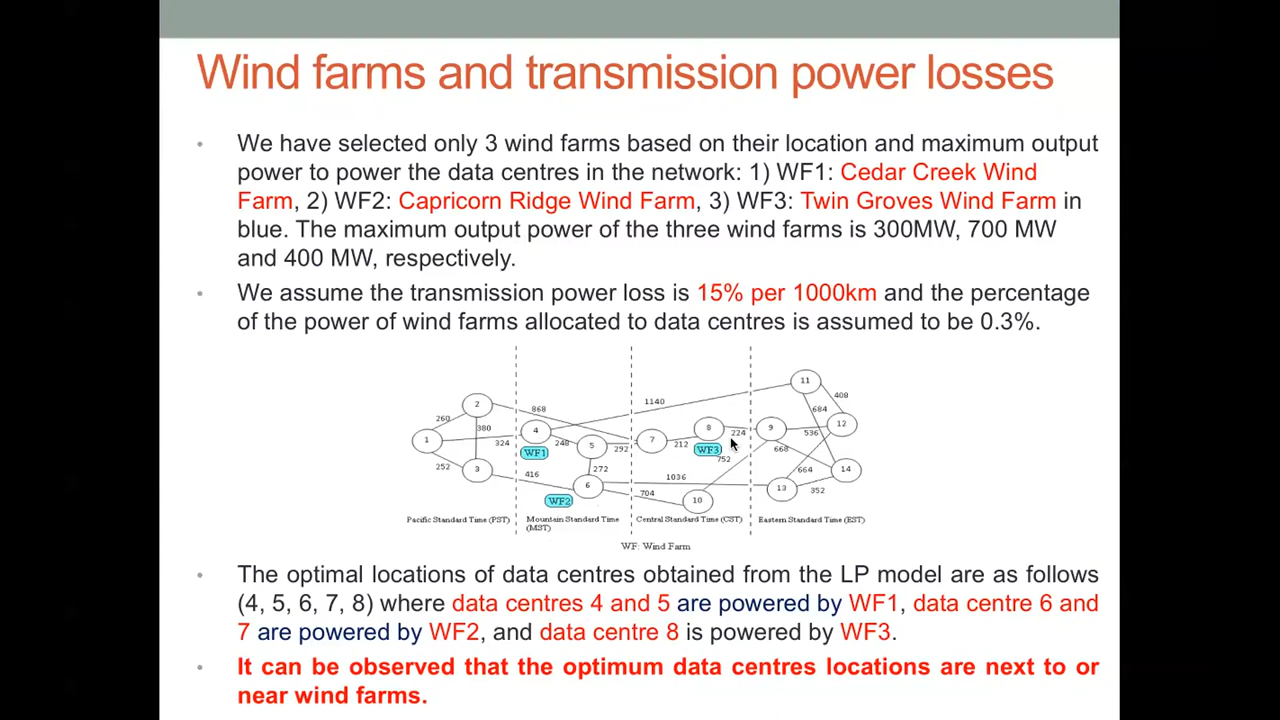 Wind farms and transmission power losses
• We have selected only 3 wind farms based on their location and maximum output
power to power the data centres in the network: 1) WF1: Cedar Creek Wind
Farm, 2) WF2: Capricorn Ridge Wind Farm, 3) WF3: Twin Groves Wind Farm in
blue. The maximum output power of the three wind farms is 300MW, 700 MW
and 400 MW, respectively.
• We assume the transmission power loss is 15% per 1000km and the percentage
of the power of wind farms allocated to data centres is assumed to be 0.3%.
11
408
1140
684
2
868
260
380
4
8
224
9
536
12
1
324
WF1
248
5
292
7
212
WF3
752
668
252
3
416
272
1036
664
14
WF2
6
704
10
13
352
Pacific Standard Time (PST)
Mountain Standard Time
(MST)
Central Standard Time (CST)
Eastern Standard Time (EST)
WF: Wind Farm
• The optimal locations of data centres obtained from the LP model are as follows
(4, 5, 6, 7, 8) where data centres 4 and 5 are powered by WF1, data centre 6 and
7 are powered by WF2, and data centre 8 is powered by WF3.
• It can be observed that the optimum data centres locations are next to or
near wind farms.